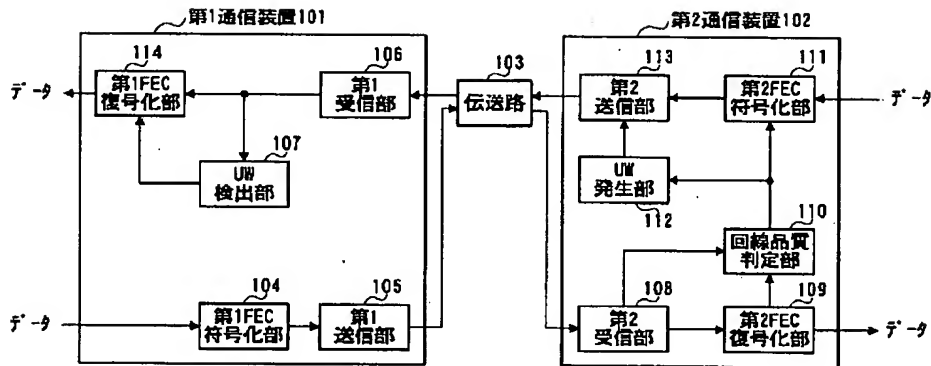 第1通信装置101
第2通信装置102
114
第1FEC
復号化部
データ
106
第1
受信部
103
伝送路
113
第2
送信部
111
第2FEC
符号化部
データ
107
UW
検出部
UW
発生部
112
110
回線品質
判定部
104
第1FEC
符号化部
データ
105
第1
送信部
108
第2
受信部
109
第2FEC
復号化部
データ